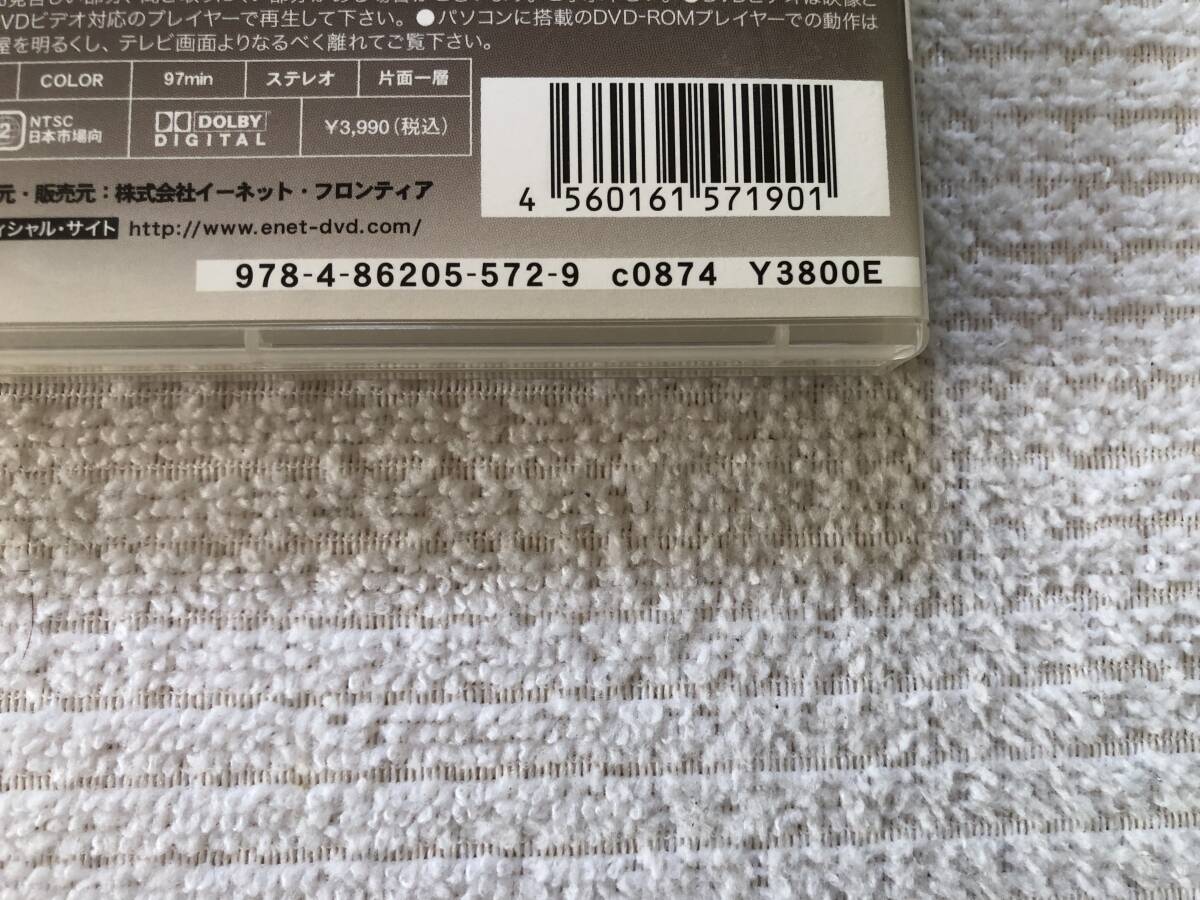 VDビデオ対応のプレイヤーで再生して下さい。●パソコンに搭載のDVD-ROMプレイヤーでの動作は
屋を明るくし、テレビ画面よりなるべく離れてご覧下さい。
COLOR 97min ステレオ 片面一層
2 NTSC 日本市場向 DOLBY DIGITAL ¥3,990(税込)
元・販売元：株式会社イーネット・フロンティア
ィシャル・サイト http://www.enet-dvd.com/
4 560161 571901
978-4-86205-572-9 C0874 Y3800E